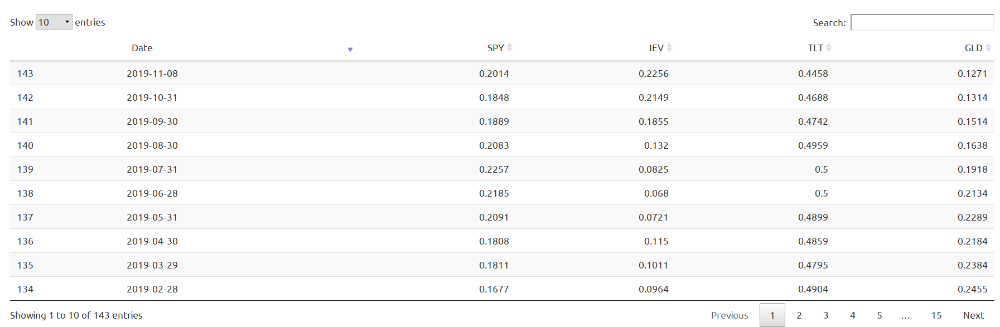 Show 10 entries Search:
Date SPY IEV TLT GLD
143 2019-11-08 0.2014 0.2256 0.4458 0.1271
142 2019-10-31 0.1848 0.2149 0.4688 0.1314
141 2019-09-30 0.1889 0.1855 0.4742 0.1514
140 2019-08-30 0.2083 0.132 0.4959 0.1638
139 2019-07-31 0.2257 0.0825 0.5 0.1918
138 2019-06-28 0.2185 0.068 0.5 0.2134
137 2019-05-31 0.2091 0.0721 0.4899 0.2289
136 2019-04-30 0.1808 0.115 0.4859 0.2184
135 2019-03-29 0.1811 0.1011 0.4795 0.2384
134 2019-02-28 0.1677 0.0964 0.4904 0.2455
Showing 1 to 10 of 143 entries Previous 1 2 3 4 5 … 15 Next